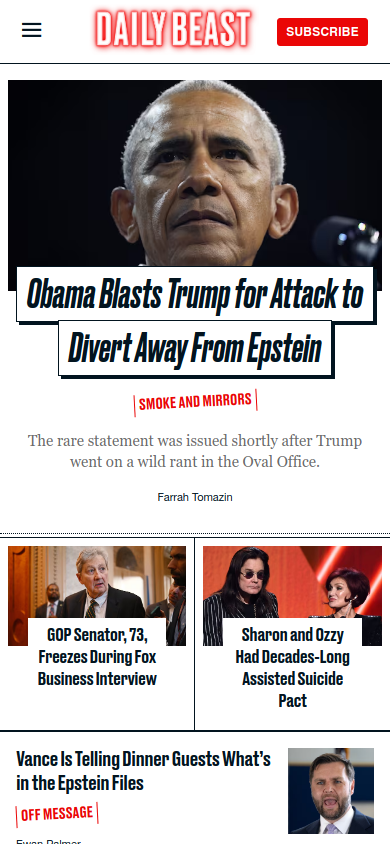 DAILY BEAST
SUBSCRIBE
Obama Blasts Trump for Attack to
Divert Away From Epstein
SMOKE AND MIRRORS
The rare statement was issued shortly after Trump
went on a wild rant in the Oval Office.
Farrah Tomazin
GOP Senator, 73,
Freezes During Fox
Business Interview
Sharon and Ozzy
Had Decades-Long
Assisted Suicide
Pact
Vance Is Telling Dinner Guests What's
in the Epstein Files
OFF MESSAGE
Ewan Palmer